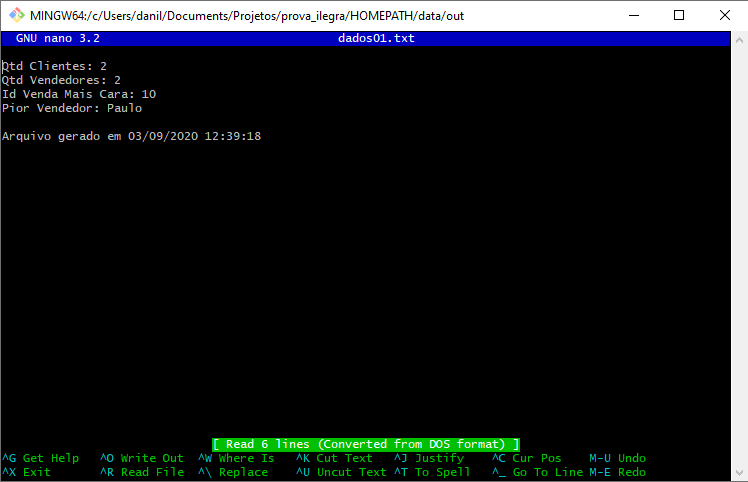 MINGW64:/c/Users/danil/Documents/Projetos/prova_ilegra/HOMEPATH/data/out
GNU nano 3.2 dados01.txt
Qtd Clientes: 2
Qtd Vendedores: 2
Id Venda Mais Cara: 10
Pior Vendedor: Paulo
Arquivo gerado em 03/09/2020 12:39:18
[ Read 6 lines (Converted from DOS format) ]
^G Get Help ^O Write Out ^W Where Is ^K Cut Text ^J Justify ^C Cur Pos M-U Undo
^X Exit ^R Read File ^\ Replace ^U Uncut Text ^T To Spell ^_ Go To Line M-E Redo